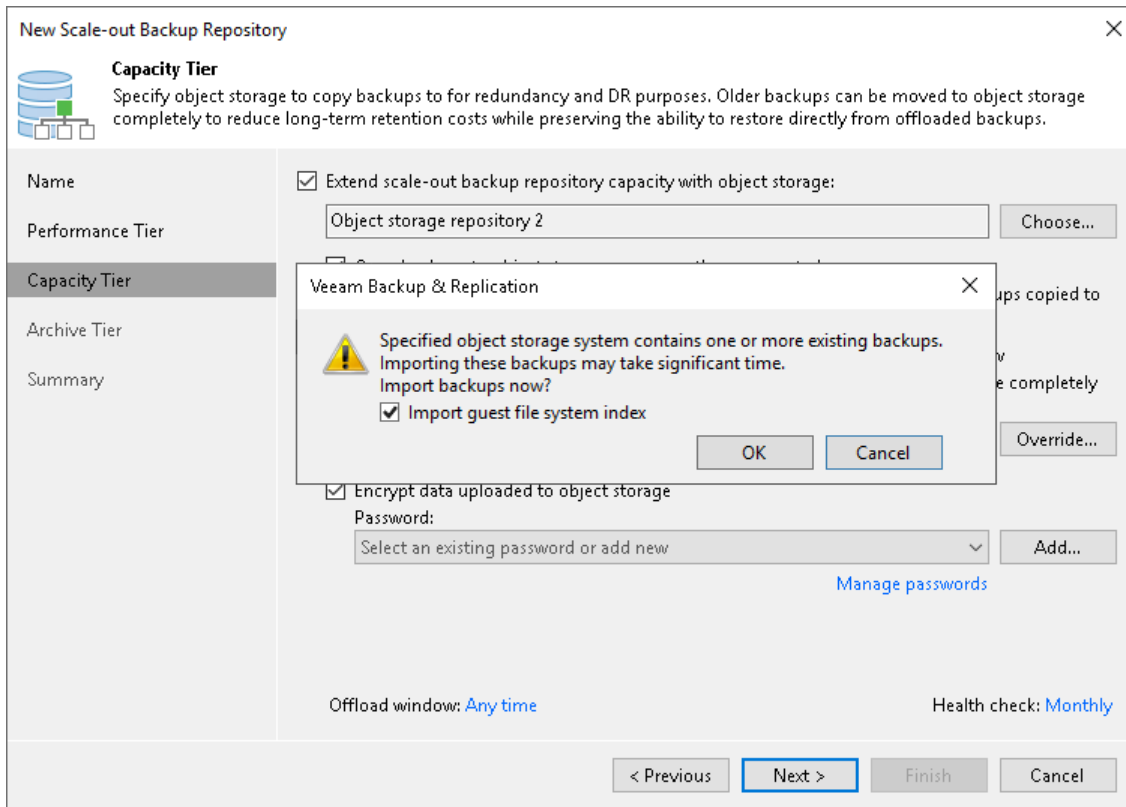 New Scale-out Backup Repository
Capacity Tier
Specify object storage to copy backups to for redundancy and DR purposes. Older backups can be moved to object storage
completely to reduce long-term retention costs while preserving the ability to restore directly from offloaded backups.
Name
Performance Tier
Capacity Tier
Archive Tier
Summary
Extend scale-out backup repository capacity with object storage:
Object storage repository 2
Choose...
Veeam Backup & Replication
ups copied to
Specified object storage system contains one or more existing backups.
Importing these backups may take significant time.
Import backups now?
e completely
Import guest file system index
OK
Cancel
Override...
Encrypt data uploaded to object storage
Password:
Select an existing password or add new
Add...
Manage passwords
Offload window: Any time
Health check: Monthly
< Previous
Next >
Finish
Cancel